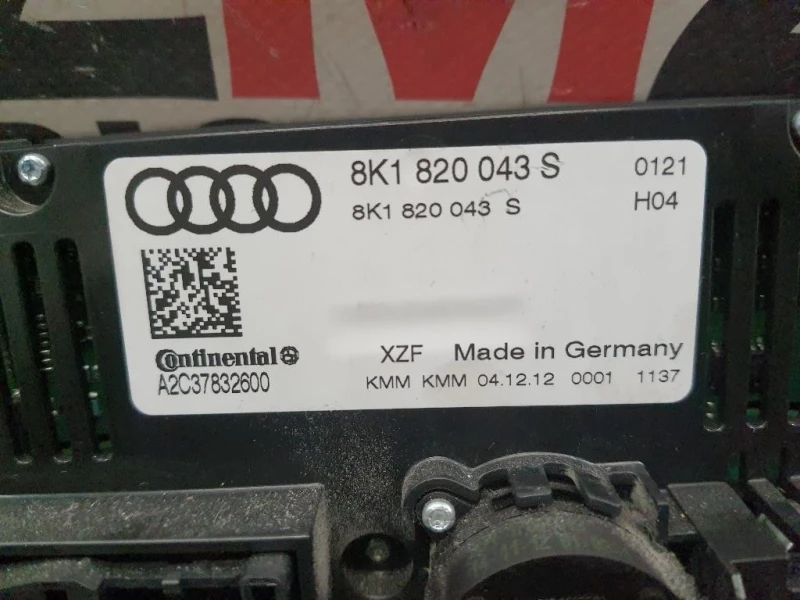 8K1 820 043 S 0121
8K1 820 043 S H04
Continental
A2C37832600
XZF Made in Germany
KMM KMM 04.12.12 0001 1137